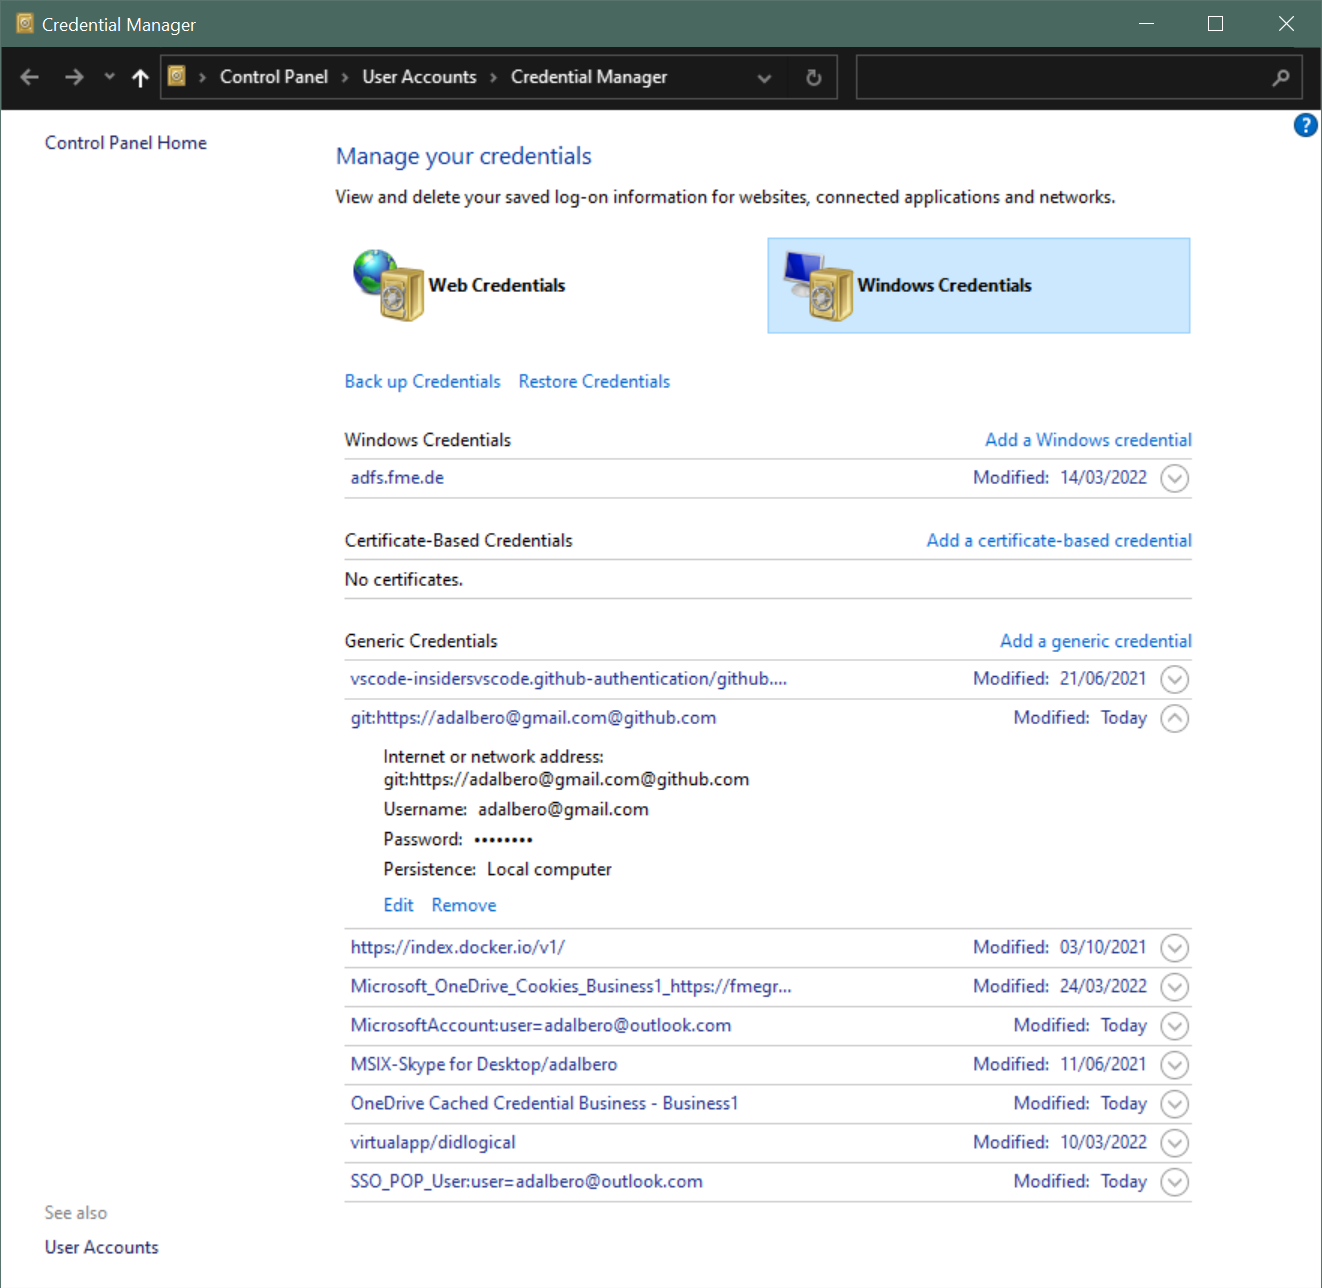 Credential Manager
Control Panel > User Accounts > Credential Manager
?
Control Panel Home
Manage your credentials
View and delete your saved log-on information for websites, connected applications and networks.
Web Credentials
Windows Credentials
Back up Credentials Restore Credentials
Windows Credentials Add a Windows credential
adfs.fme.de Modified: 14/03/2022
Certificate-Based Credentials Add a certificate-based credential
No certificates.
Generic Credentials Add a generic credential
vscode-insidersvscode.github-authentication/github.... Modified: 21/06/2021
git:https://adalbero@gmail.com@github.com Modified: Today
Internet or network address:
git:https://adalbero@gmail.com@github.com
Username: adalbero@gmail.com
Password: ••••••••
Persistence: Local computer
Edit Remove
https://index.docker.io/v1/ Modified: 03/10/2021
Microsoft_OneDrive_Cookies_Business1_https://fmegr... Modified: 24/03/2022
MicrosoftAccount:user=adalbero@outlook.com Modified: Today
MSIX-Skype for Desktop/adalbero Modified: 11/06/2021
OneDrive Cached Credential Business - Business1 Modified: Today
virtualapp/didlogical Modified: 10/03/2022
SSO_POP_User:user=adalbero@outlook.com Modified: Today
See also
User Accounts